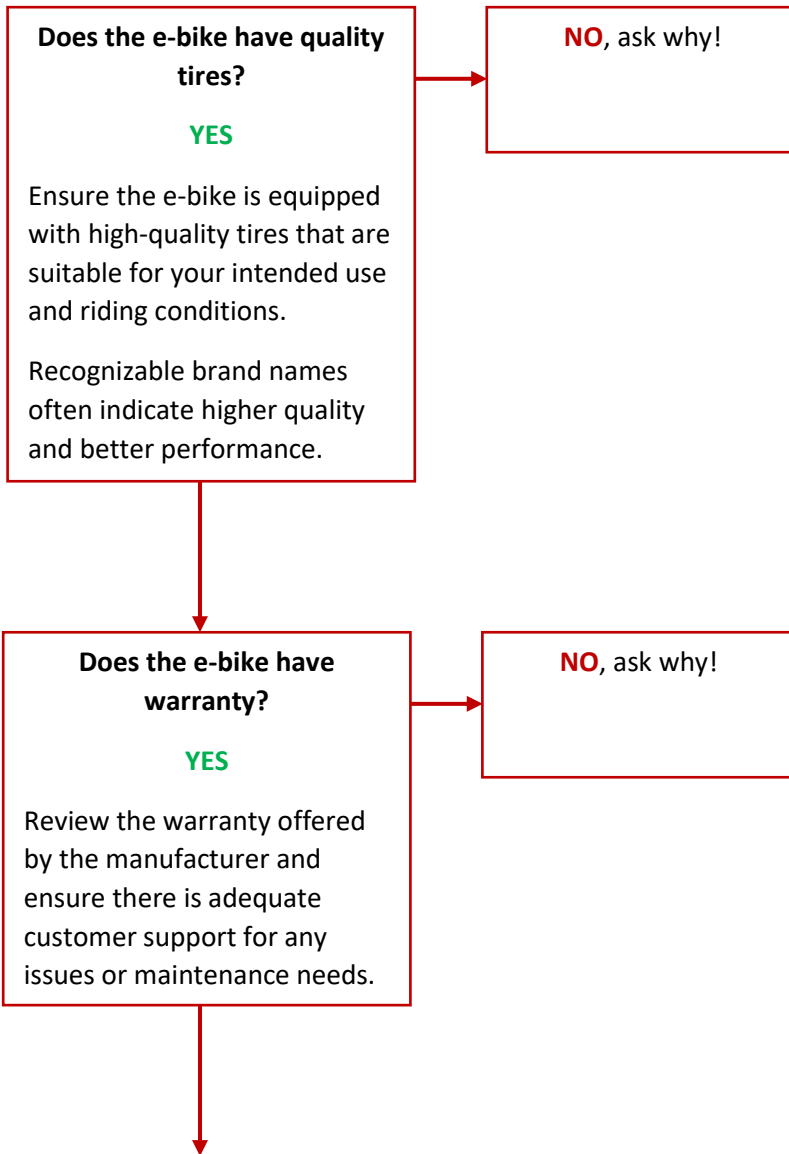 Does the e-bike have quality
tires?
YES
Ensure the e-bike is equipped
with high-quality tires that are
suitable for your intended use
and riding conditions.
Recognizable brand names
often indicate higher quality
and better performance.
NO, ask why!
Does the e-bike have
warranty?
YES
Review the warranty offered
by the manufacturer and
ensure there is adequate
customer support for any
issues or maintenance needs.
NO, ask why!